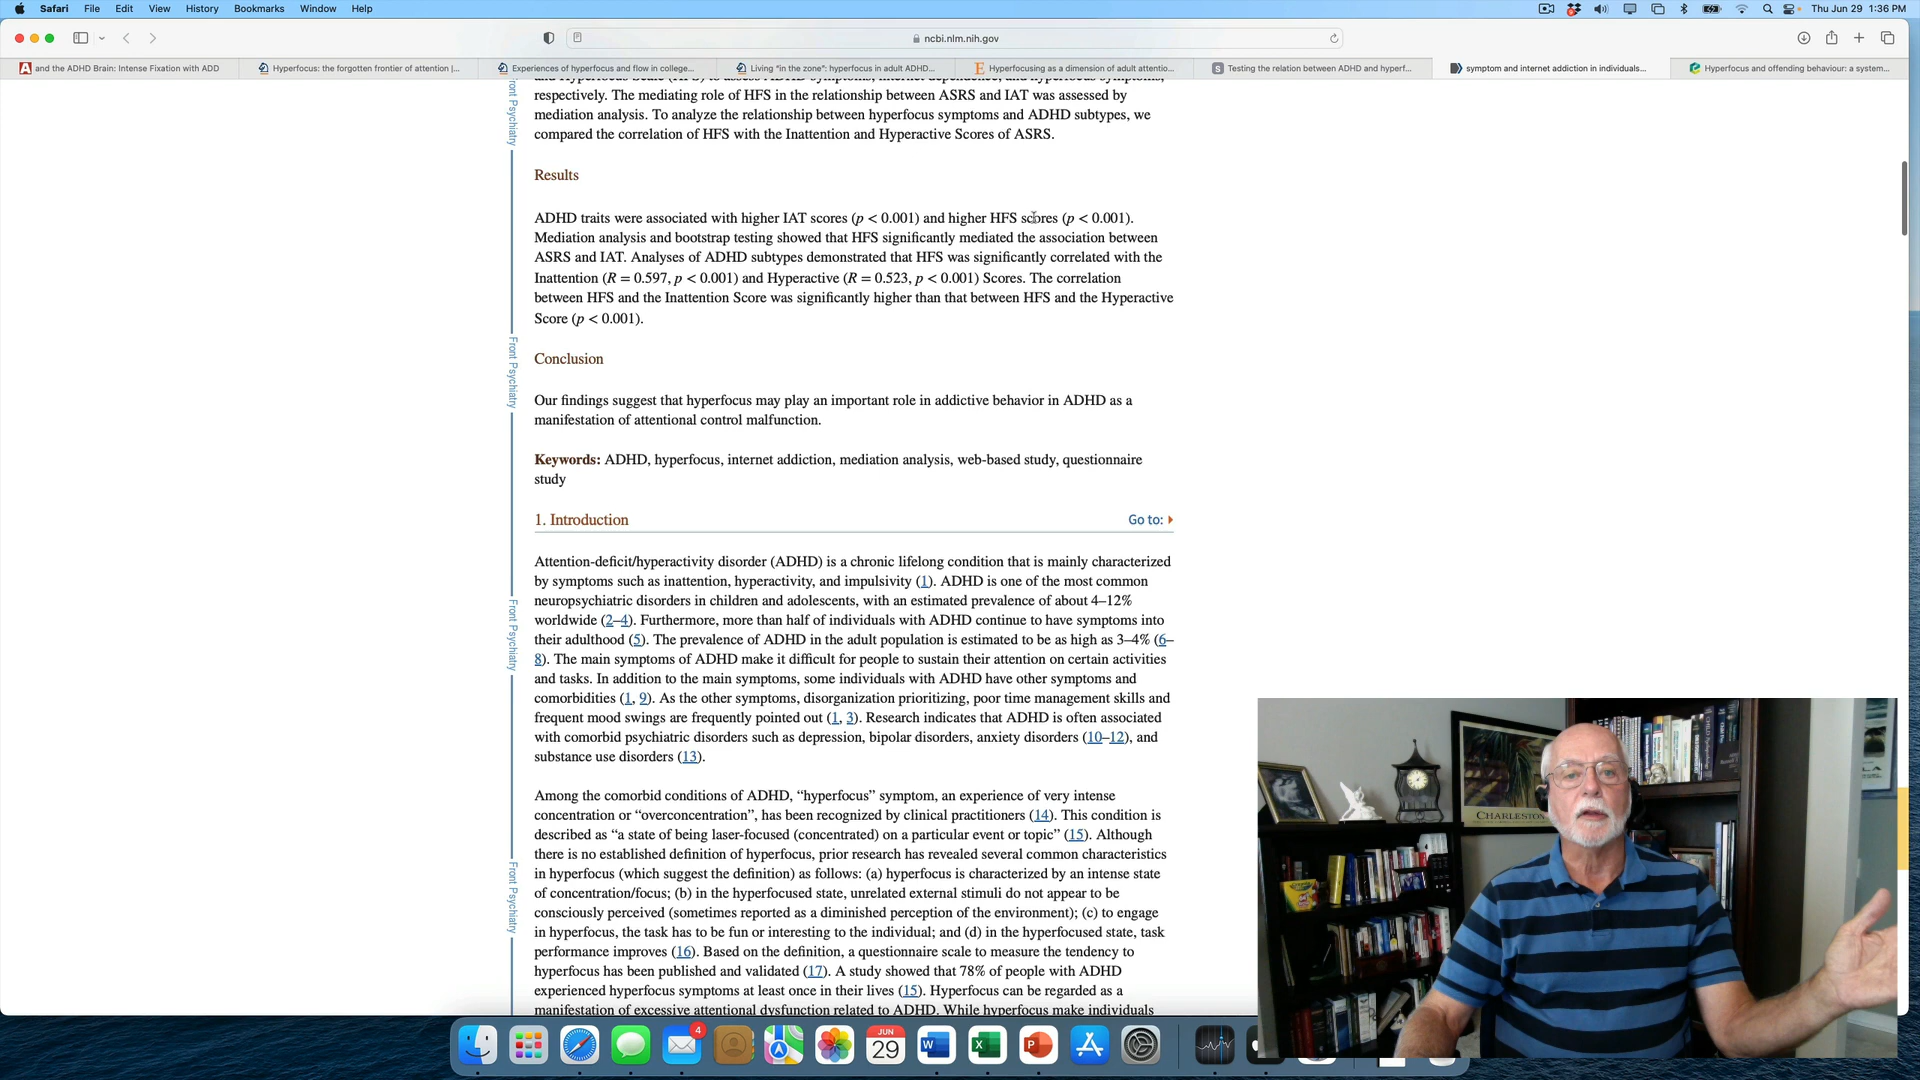 Safari File Edit View History Bookmarks Window Help Thu Jun 29 1:36 PM
ncbi.nlm.nih.gov
and the ADHD Brain: Intense Fixation with ADD
Hyperfocus: the forgotten frontier of attention |...
Experiences of hyperfocus and flow in college...
Living "in the zone": hyperfocus in adult ADHD...
Hyperfocusing as a dimension of adult attentio...
Testing the relation between ADHD and hyperf...
symptom and internet addiction in individuals...
Hyperfocus and offending behaviour: a system...
respectively. The mediating role of HFS in the relationship between ASRS and IAT was assessed by
mediation analysis. To analyze the relationship between hyperfocus symptoms and ADHD subtypes, we
compared the correlation of HFS with the Inattention and Hyperactive Scores of ASRS.
Results
ADHD traits were associated with higher IAT scores (p < 0.001) and higher HFS scores (p < 0.001).
Mediation analysis and bootstrap testing showed that HFS significantly mediated the association between
ASRS and IAT. Analyses of ADHD subtypes demonstrated that HFS was significantly correlated with the
Inattention (R = 0.597, p < 0.001) and Hyperactive (R = 0.523, p < 0.001) Scores. The correlation
between HFS and the Inattention Score was significantly higher than that between HFS and the Hyperactive
Score (p < 0.001).
Conclusion
Our findings suggest that hyperfocus may play an important role in addictive behavior in ADHD as a
manifestation of attentional control malfunction.
Keywords: ADHD, hyperfocus, internet addiction, mediation analysis, web-based study, questionnaire
study
1. Introduction Go to:
Attention-deficit/hyperactivity disorder (ADHD) is a chronic lifelong condition that is mainly characterized
by symptoms such as inattention, hyperactivity, and impulsivity (1). ADHD is one of the most common
neuropsychiatric disorders in children and adolescents, with an estimated prevalence of about 4–12%
worldwide (2–4). Furthermore, more than half of individuals with ADHD continue to have symptoms into
their adulthood (5). The prevalence of ADHD in the adult population is estimated to be as high as 3–4% (6–
8). The main symptoms of ADHD make it difficult for people to sustain their attention on certain activities
and tasks. In addition to the main symptoms, some individuals with ADHD have other symptoms and
comorbidities (1, 9). As the other symptoms, disorganization prioritizing, poor time management skills and
frequent mood swings are frequently pointed out (1, 3). Research indicates that ADHD is often associated
with comorbid psychiatric disorders such as depression, bipolar disorders, anxiety disorders (10–12), and
substance use disorders (13).
Among the comorbid conditions of ADHD, “hyperfocus” symptom, an experience of very intense
concentration or “overconcentration”, has been recognized by clinical practitioners (14). This condition is
described as “a state of being laser-focused (concentrated) on a particular event or topic” (15). Although
there is no established definition of hyperfocus, prior research has revealed several common characteristics
in hyperfocus (which suggest the definition) as follows: (a) hyperfocus is characterized by an intense state
of concentration/focus; (b) in the hyperfocused state, unrelated external stimuli do not appear to be
consciously perceived (sometimes reported as a diminished perception of the environment); (c) to engage
in hyperfocus, the task has to be fun or interesting to the individual; and (d) in the hyperfocused state, task
performance improves (16). Based on the definition, a questionnaire scale to measure the tendency to
hyperfocus has been published and validated (17). A study showed that 78% of people with ADHD
experienced hyperfocus symptoms at least once in their lives (15). Hyperfocus can be regarded as a
manifestation of excessive attentional dysfunction related to ADHD. While hyperfocus make individuals
Front Psychiatry
Front Psychiatry
Front Psychiatry
Front Psychiatry
CHARLESTON
4
JUN
29